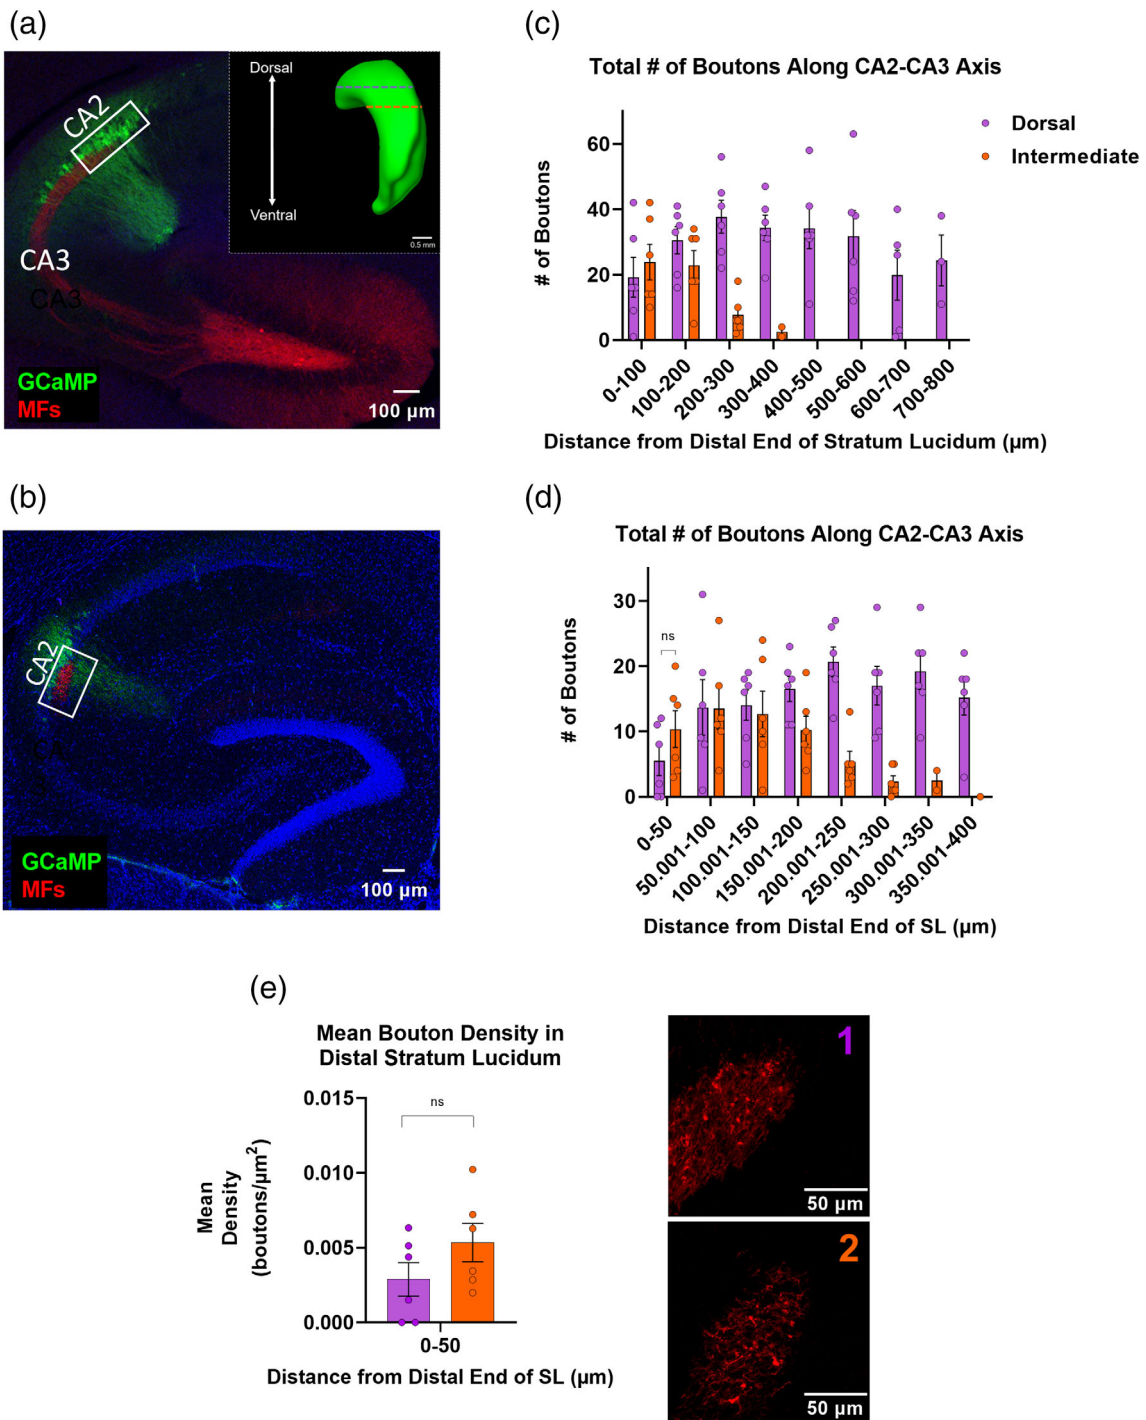 (a)
CA2
CA3
CA3
GCaMP
MFs
100 µm
Dorsal
Ventral
0.5 mm
(c)
Total # of Boutons Along CA2-CA3 Axis
Dorsal
Intermediate
# of Boutons
60
40
20
0
0-100
100-200
200-300
300-400
400-500
500-600
600-700
700-800
Distance from Distal End of Stratum Lucidum (µm)
(b)
CA2
GCaMP
MFs
100 µm
(d)
Total # of Boutons Along CA2-CA3 Axis
# of Boutons
30
20
10
0
ns
0-50
50.001-100
100.001-150
150.001-200
200.001-250
250.001-300
300.001-350
350.001-400
Distance from Distal End of SL (µm)
(e)
Mean Bouton Density in
Distal Stratum Lucidum
Mean
Density
(boutons/µm²)
0.015
0.010
0.005
0.000
ns
0-50
Distance from Distal End of SL (µm)
1
50 µm
2
50 µm